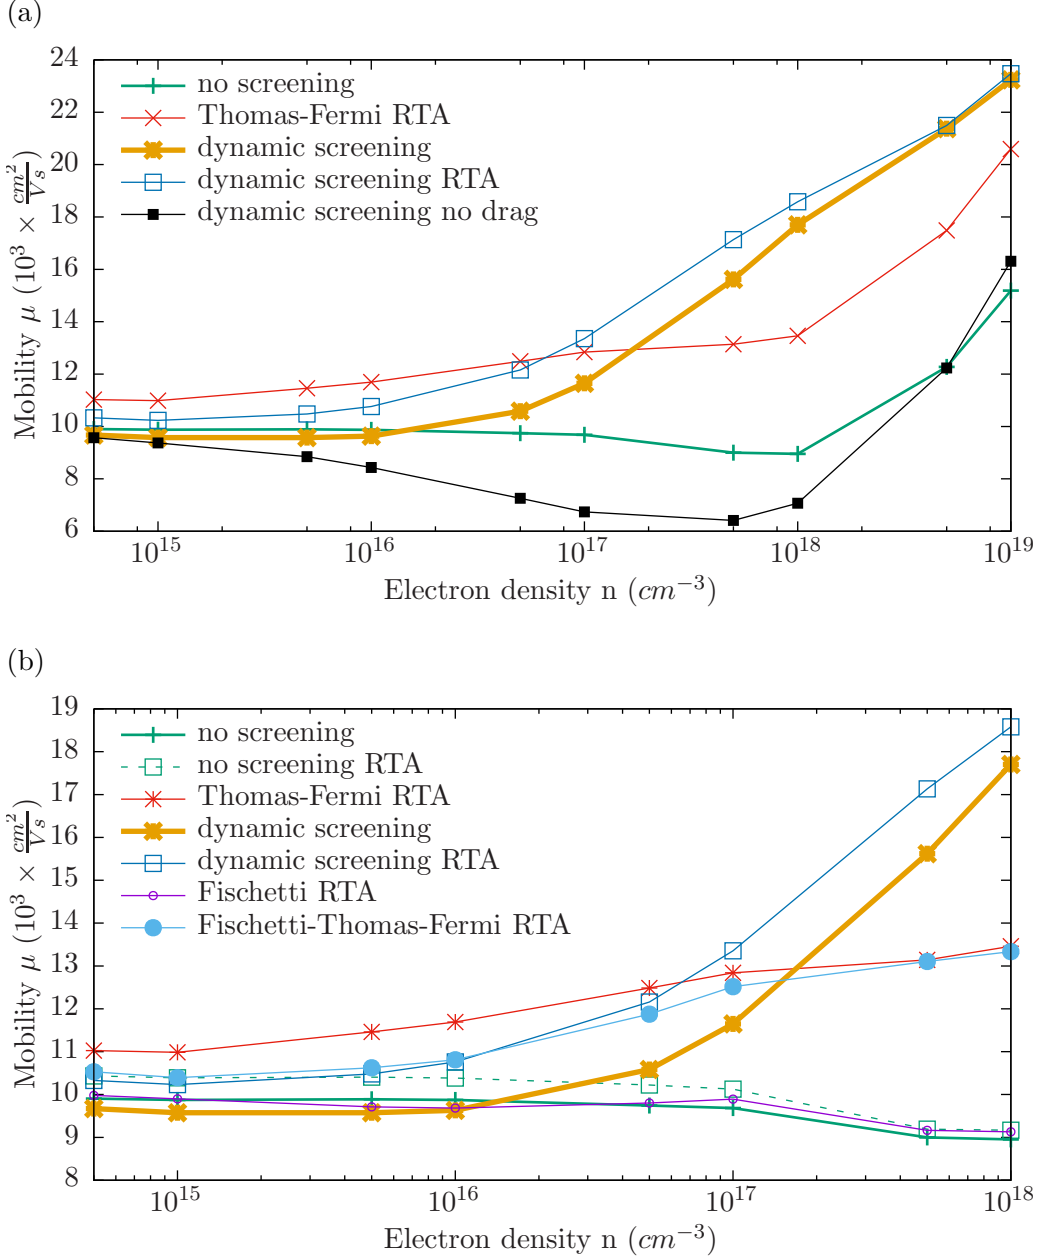 (a)
24
22
20
18
16
14
12
10
8
6
Mobility μ (10³ × cm²/Vs)
no screening
Thomas-Fermi RTA
dynamic screening
dynamic screening RTA
dynamic screening no drag
10¹⁵ 10¹⁶ 10¹⁷ 10¹⁸ 10¹⁹
Electron density n (cm⁻³)
(b)
19
18
17
16
15
14
13
12
11
10
9
8
Mobility μ (10³ × cm²/Vs)
no screening
no screening RTA
Thomas-Fermi RTA
dynamic screening
dynamic screening RTA
Fischetti RTA
Fischetti-Thomas-Fermi RTA
10¹⁵ 10¹⁶ 10¹⁷ 10¹⁸
Electron density n (cm⁻³)